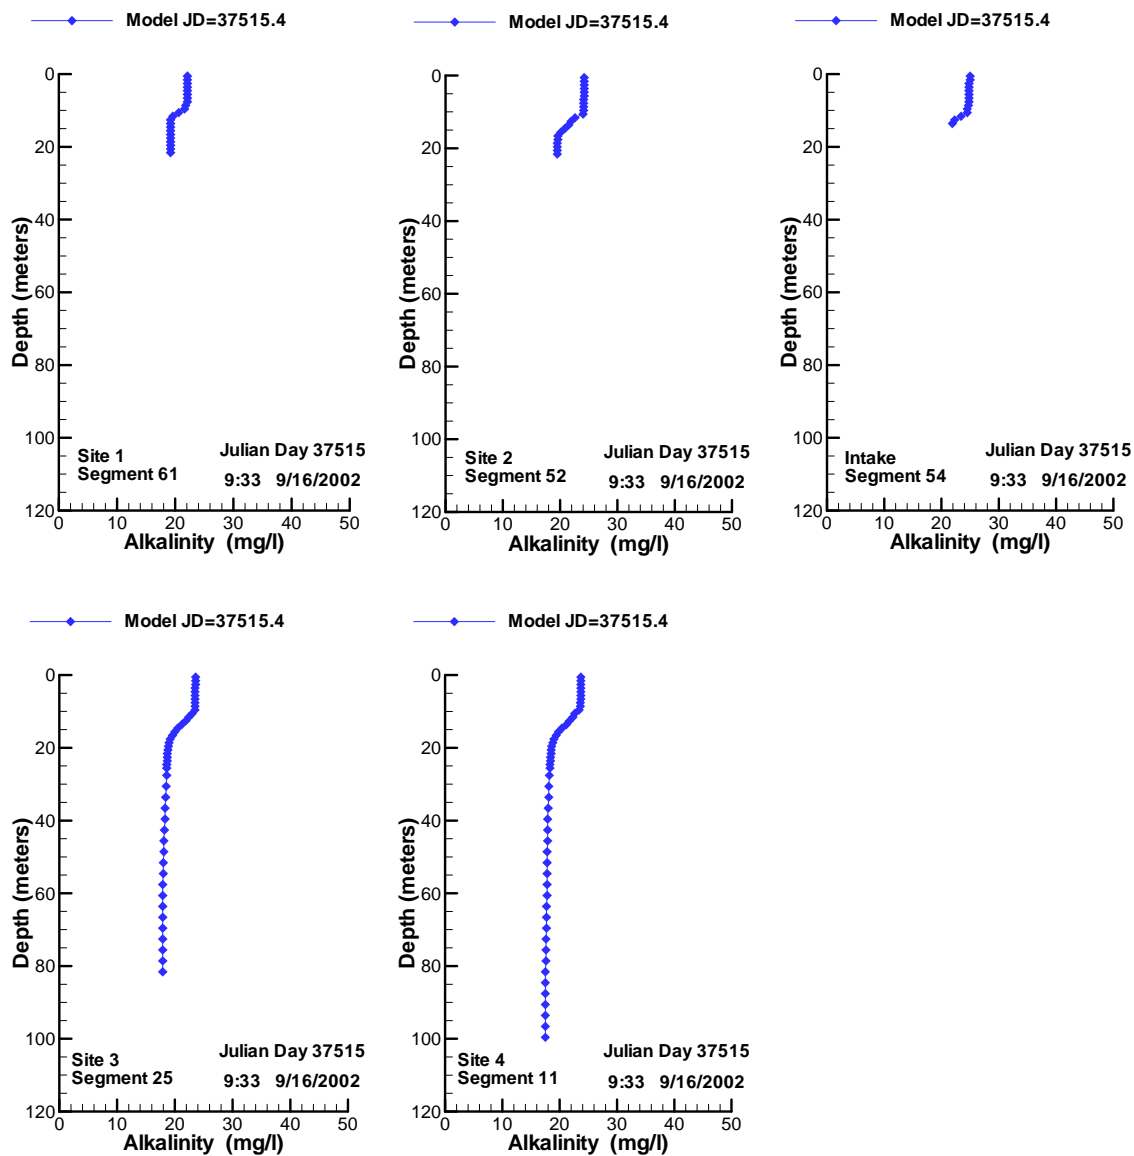 Model JD=37515.4
0
20
40
60
80
100
120
Depth (meters)
Site 1
Segment 61
Julian Day 37515
9:33 9/16/2002
0 10 20 30 40 50
Alkalinity (mg/l)
Model JD=37515.4
0
20
40
60
80
100
120
Depth (meters)
Site 2
Segment 52
Julian Day 37515
9:33 9/16/2002
0 10 20 30 40 50
Alkalinity (mg/l)
Model JD=37515.4
0
20
40
60
80
100
120
Depth (meters)
Intake
Segment 54
Julian Day 37515
9:33 9/16/2002
0 10 20 30 40 50
Alkalinity (mg/l)
Model JD=37515.4
0
20
40
60
80
100
120
Depth (meters)
Site 3
Segment 25
Julian Day 37515
9:33 9/16/2002
0 10 20 30 40 50
Alkalinity (mg/l)
Model JD=37515.4
0
20
40
60
80
100
120
Depth (meters)
Site 4
Segment 11
Julian Day 37515
9:33 9/16/2002
0 10 20 30 40 50
Alkalinity (mg/l)